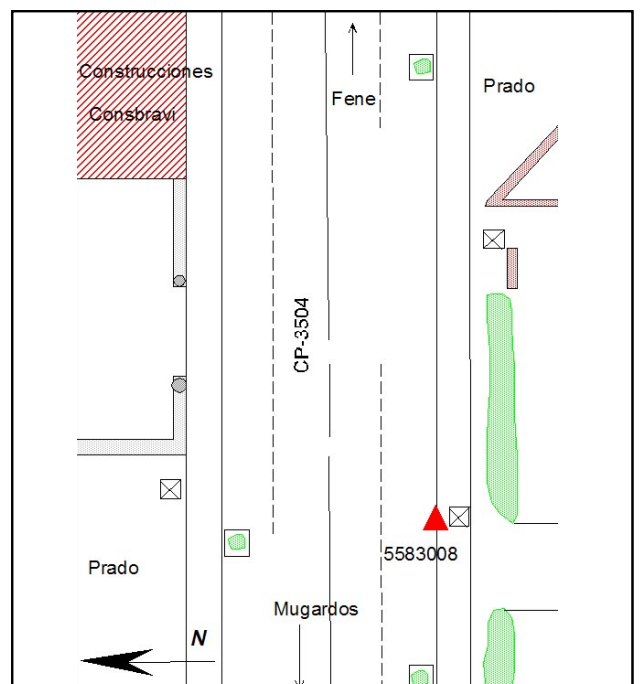 Construcciones
Consbravi
Fene
Prado
CP-3504
5583008
Prado
Mugardos
N